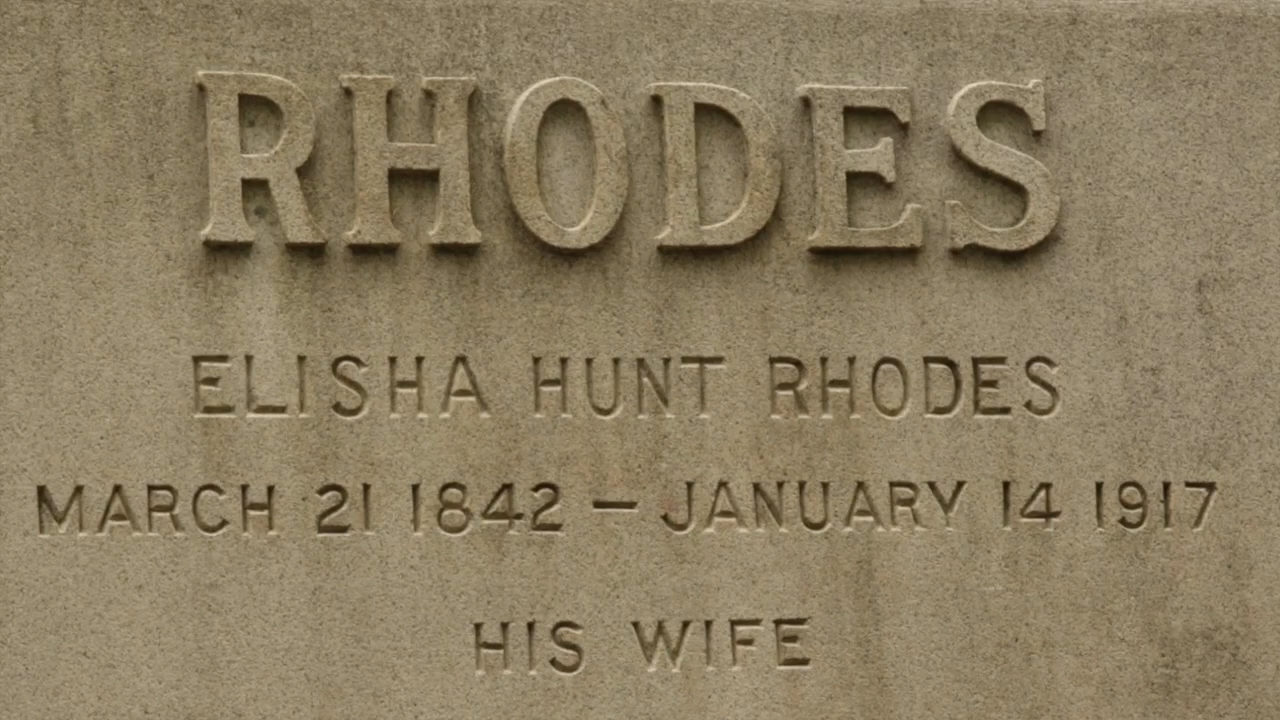 RHODES
ELISHA HUNT RHODES
MARCH 21 1842 – JANUARY 14 1917
HIS WIFE